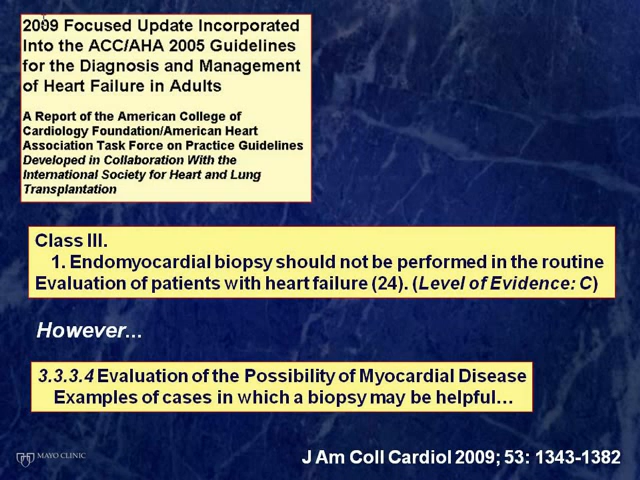 2009 Focused Update Incorporated
Into the ACC/AHA 2005 Guidelines
for the Diagnosis and Management
of Heart Failure in Adults
A Report of the American College of
Cardiology Foundation/American Heart
Association Task Force on Practice Guidelines
Developed in Collaboration With the
International Society for Heart and Lung
Transplantation
Class III.
1. Endomyocardial biopsy should not be performed in the routine
Evaluation of patients with heart failure (24). (Level of Evidence: C)
However...
3.3.3.4 Evaluation of the Possibility of Myocardial Disease
Examples of cases in which a biopsy may be helpful...
MAYO CLINIC
J Am Coll Cardiol 2009; 53: 1343-1382